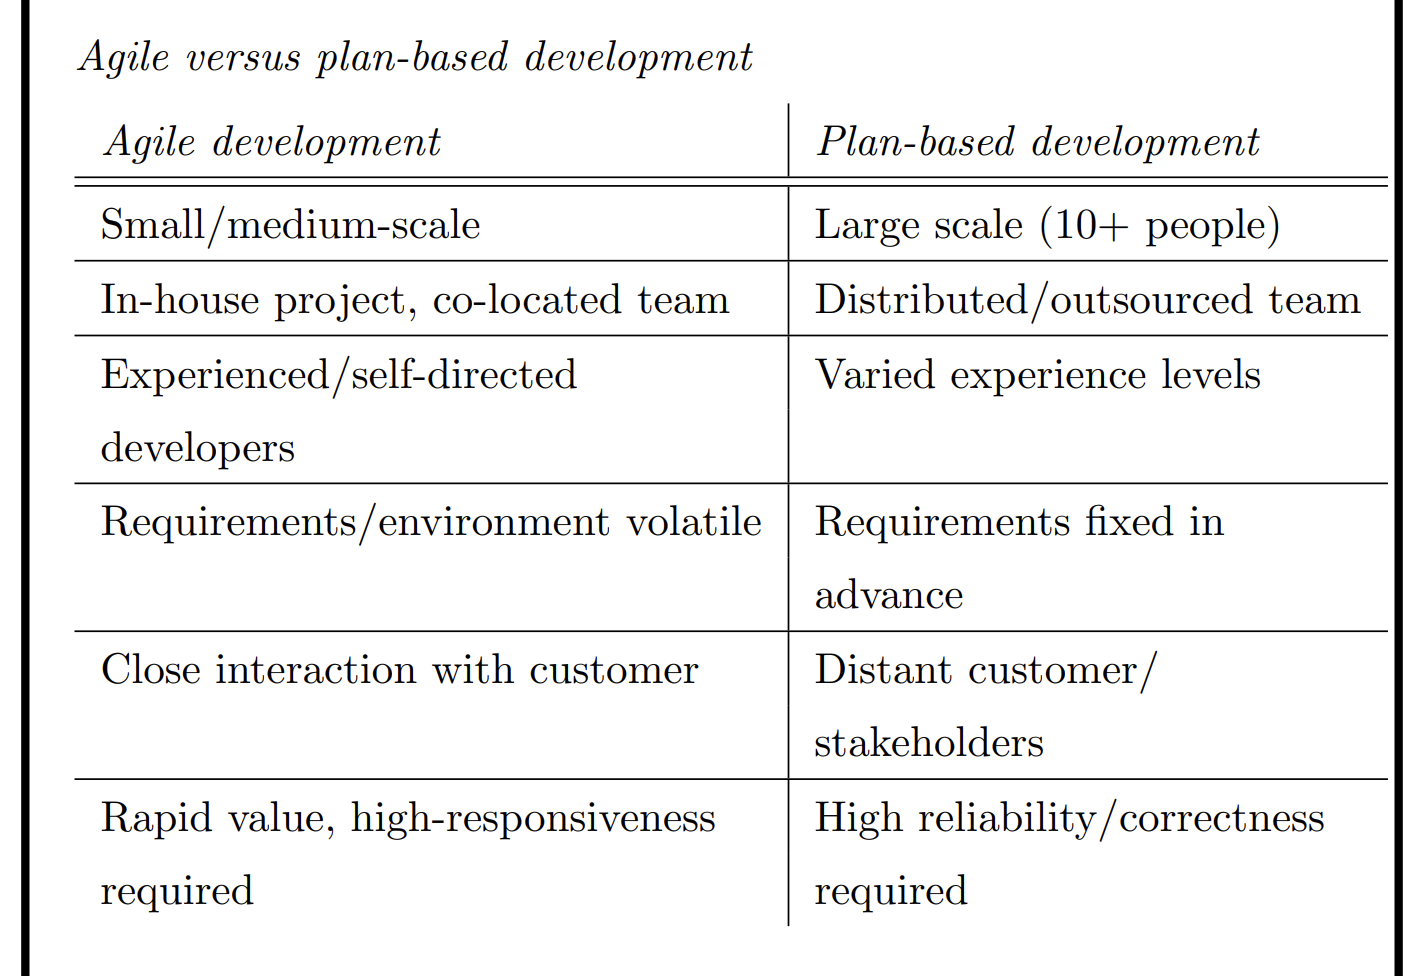 Agile versus plan-based development
Agile development Plan-based development
Small/medium-scale Large scale (10+ people)
In-house project, co-located team Distributed/outsourced team
Experienced/self-directed Varied experience levels
developers
Requirements/environment volatile Requirements fixed in
advance
Close interaction with customer Distant customer/
stakeholders
Rapid value, high-responsiveness High reliability/correctness
required required